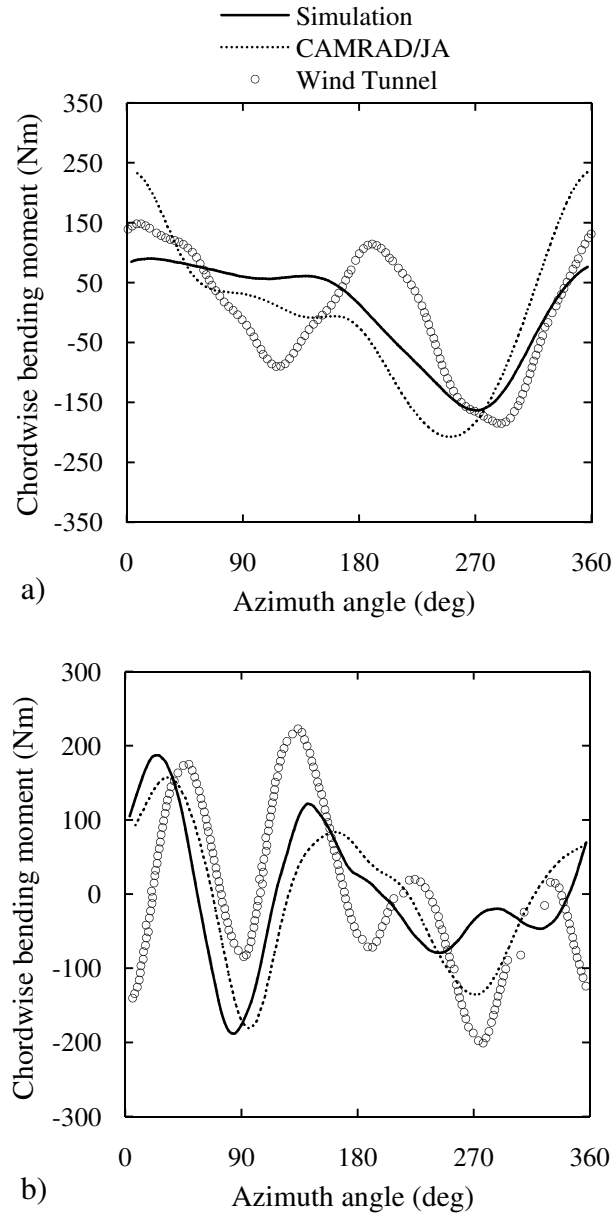 Simulation
CAMRAD/JA
Wind Tunnel
350
250
150
50
-50
-150
-250
-350
Chordwise bending moment (Nm)
0 90 180 270 360
Azimuth angle (deg)
a)
300
200
100
0
-100
-200
-300
Chordwise bending moment (Nm)
0 90 180 270 360
Azimuth angle (deg)
b)